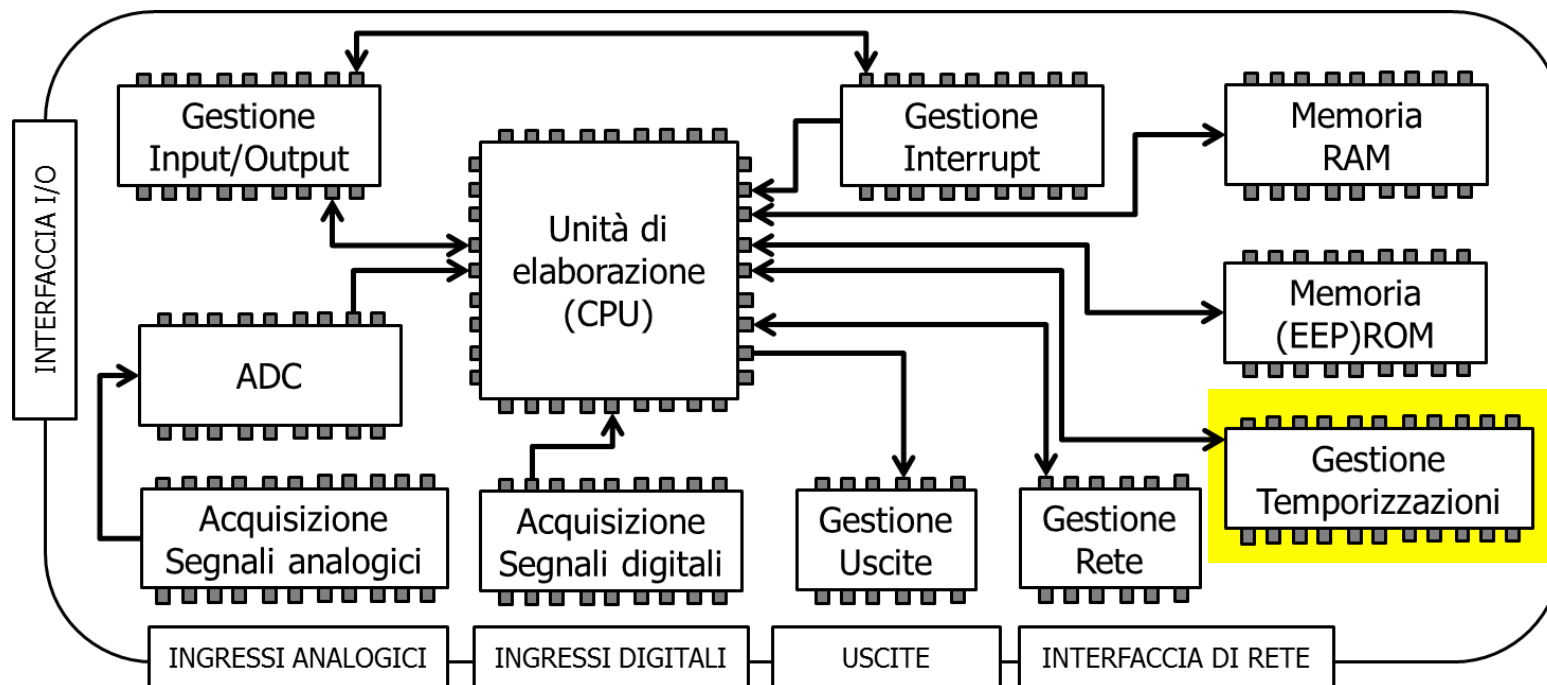 Gestione
Input/Output
Gestione
Interrupt
Memoria
RAM
INTERFACCIA I/O
Unità di
elaborazione
(CPU)
Memoria
(EEP)ROM
ADC
Gestione
Temporizzazioni
Acquisizione
Segnali analogici
Acquisizione
Segnali digitali
Gestione
Uscite
Gestione
Rete
INGRESSI ANALOGICI
INGRESSI DIGITALI
USCITE
INTERFACCIA DI RETE